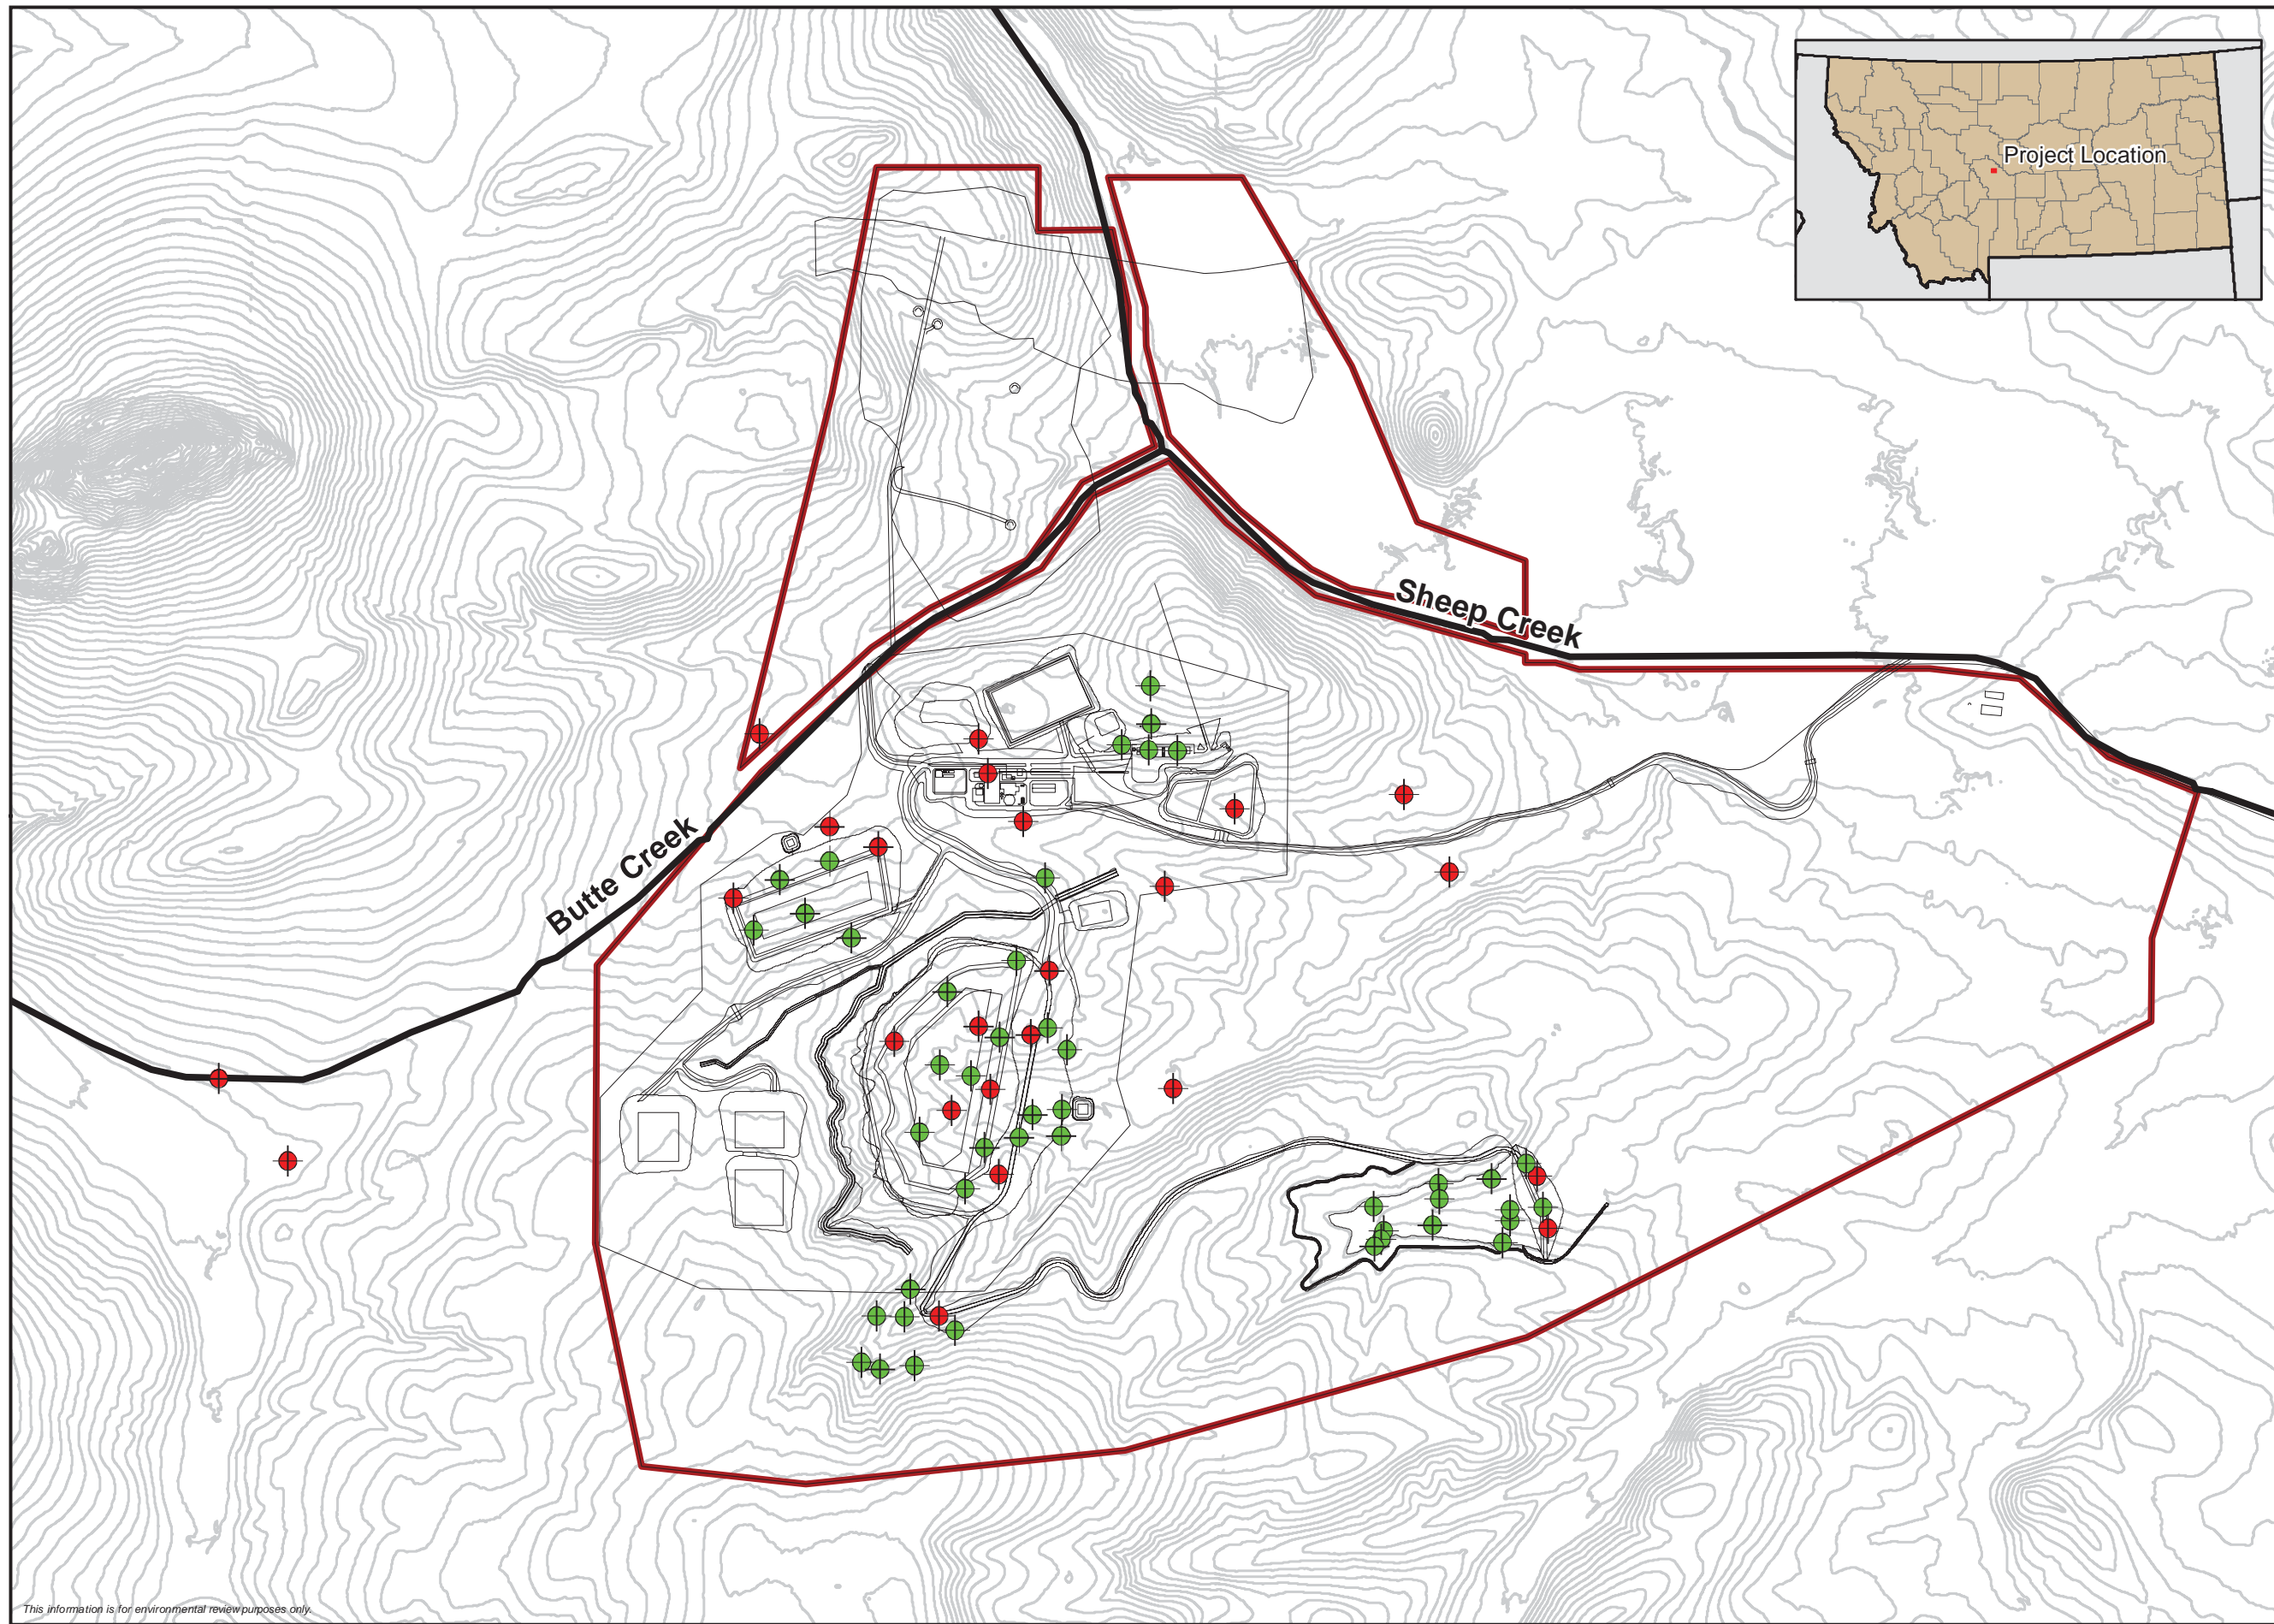 Project Location
Sheep Creek
Butte Creek
This information is for environmental review purposes only.